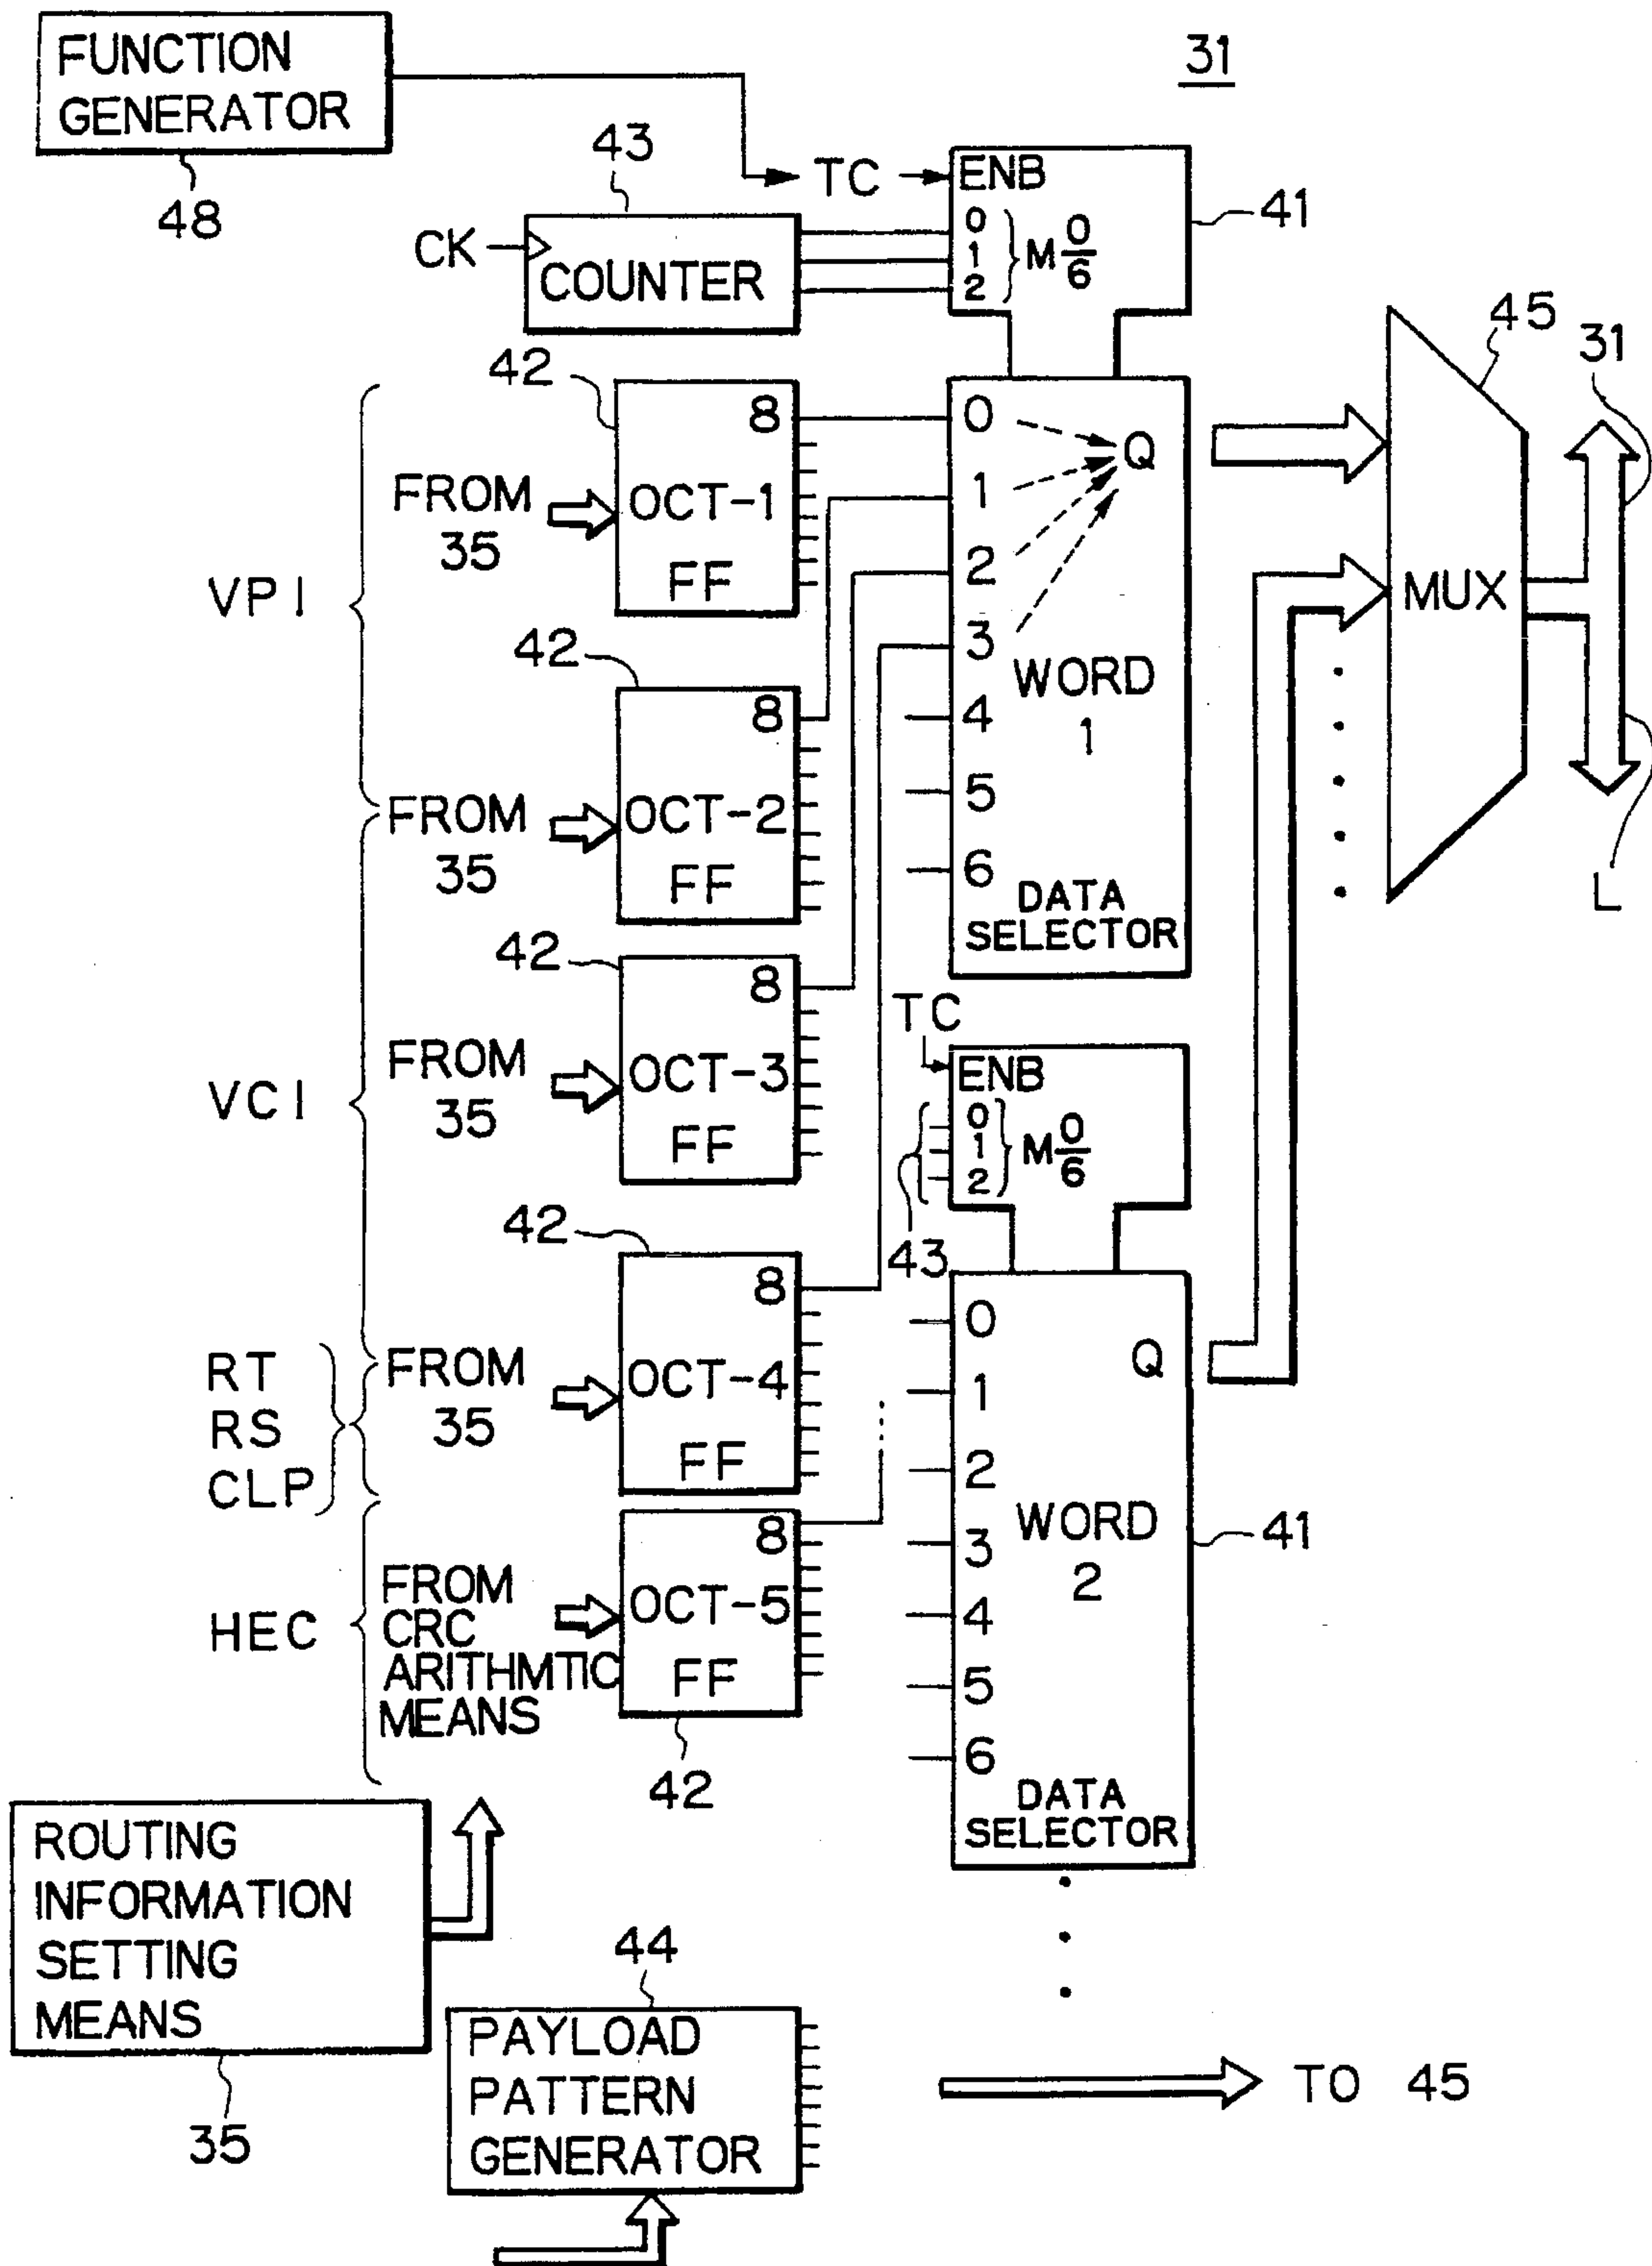 FUNCTION
GENERATOR
48
31
43
TC
ENB
0
1
2
M 0/6
41
CK
COUNTER
45
31
42
8
OCT-1
FF
FROM
35
VPI
0
1
2
3
4
5
6
Q
WORD
1
DATA
SELECTOR
MUX
L
42
8
OCT-2
FF
FROM
35
42
8
OCT-3
FF
FROM
35
VCI
TC
ENB
0
1
2
M 0/6
43
42
8
OCT-4
FF
FROM
35
RT
RS
CLP
0
1
2
3
4
5
6
Q
WORD
2
DATA
SELECTOR
41
8
OCT-5
FF
42
HEC
FROM
CRC
ARITHMTIC
MEANS
ROUTING
INFORMATION
SETTING
MEANS
35
44
PAYLOAD
PATTERN
GENERATOR
TO 45